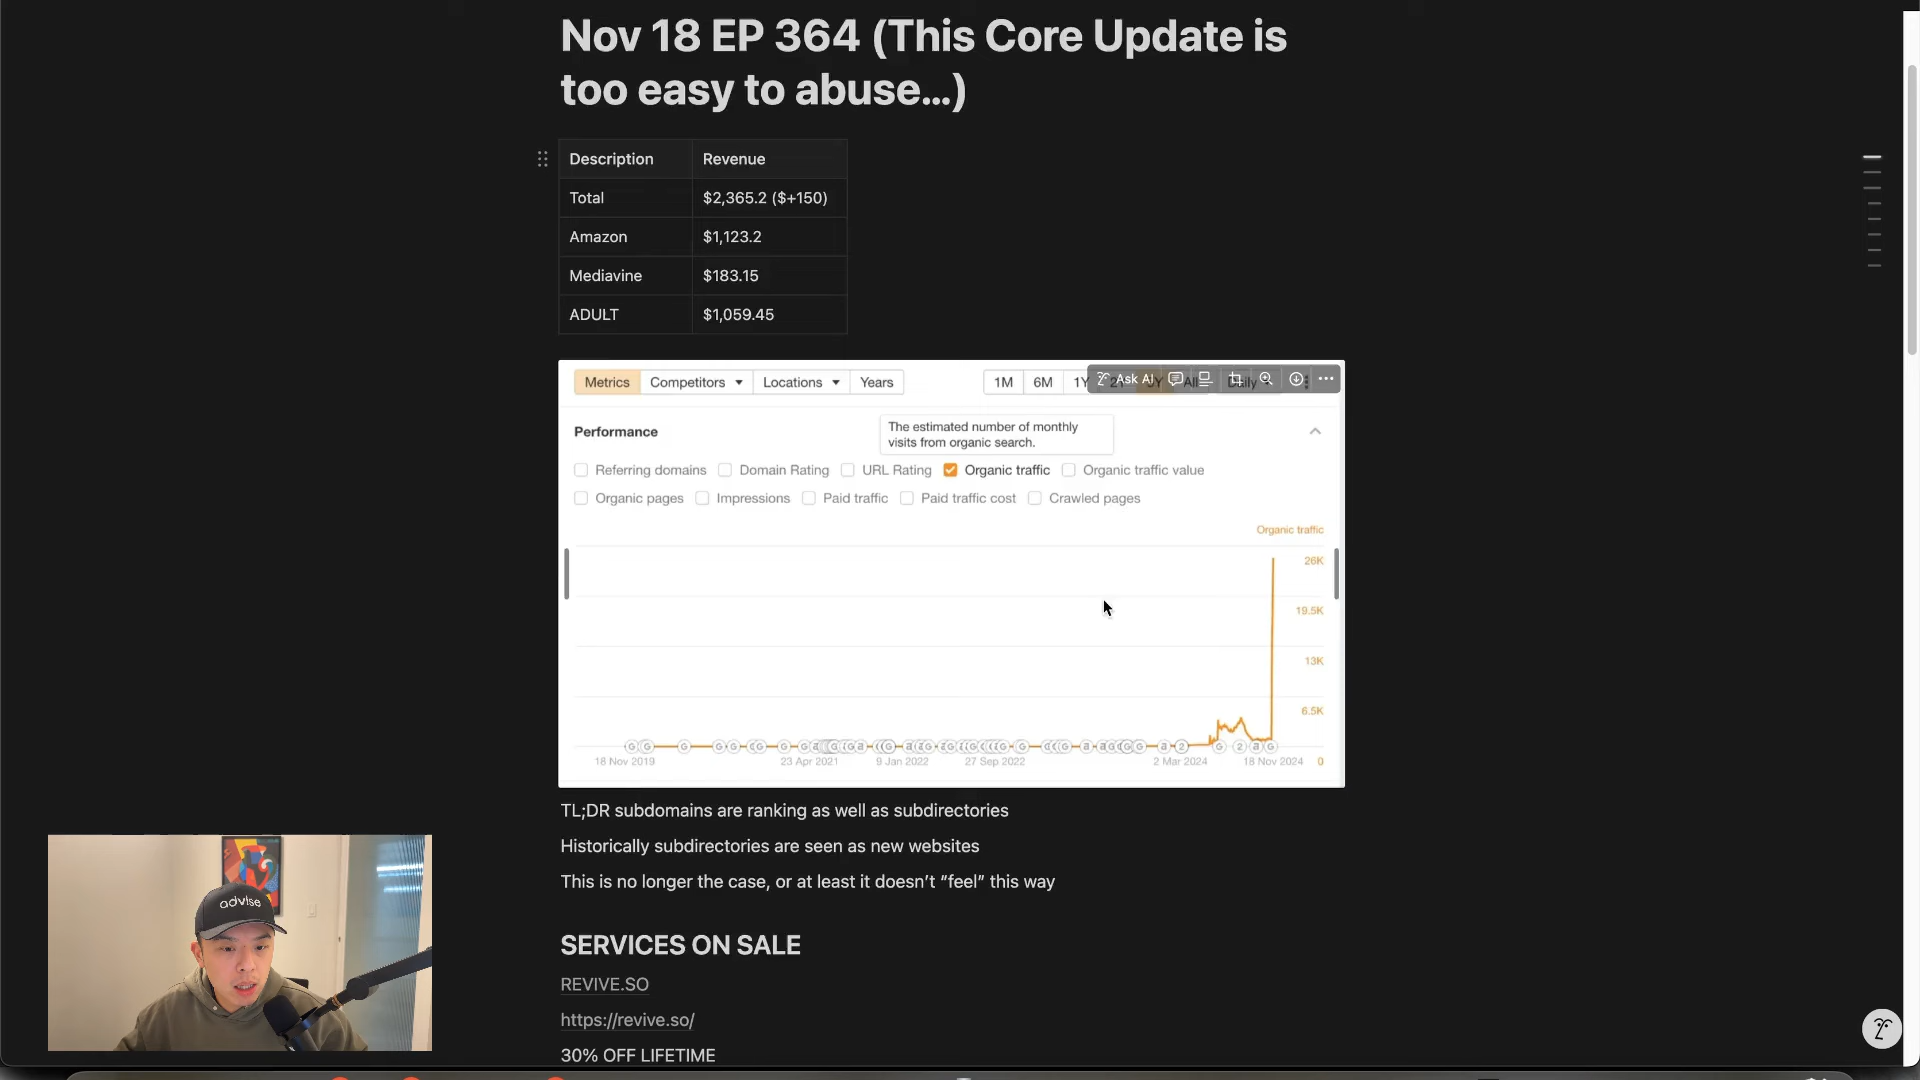 Nov 18 EP 364 (This Core Update is
too easy to abuse...)
Description Revenue
Total $2,365.2 ($+150)
Amazon $1,123.2
Mediavine $183.15
ADULT $1,059.45
Metrics Competitors Locations Years 1M 6M 1Y Ask AI
Performance
The estimated number of monthly
visits from organic search.
Referring domains Domain Rating URL Rating Organic traffic Organic traffic value
Organic pages Impressions Paid traffic Paid traffic cost Crawled pages
Organic traffic
26K
19.5K
13K
6.5K
18 Nov 2019 23 Apr 2021 9 Jan 2022 27 Sep 2022 2 Mar 2024 18 Nov 2024 0
TL;DR subdomains are ranking as well as subdirectories
Historically subdirectories are seen as new websites
This is no longer the case, or at least it doesn’t “feel” this way
advise
SERVICES ON SALE
REVIVE.SO
https://revive.so/
30% OFF LIFETIME